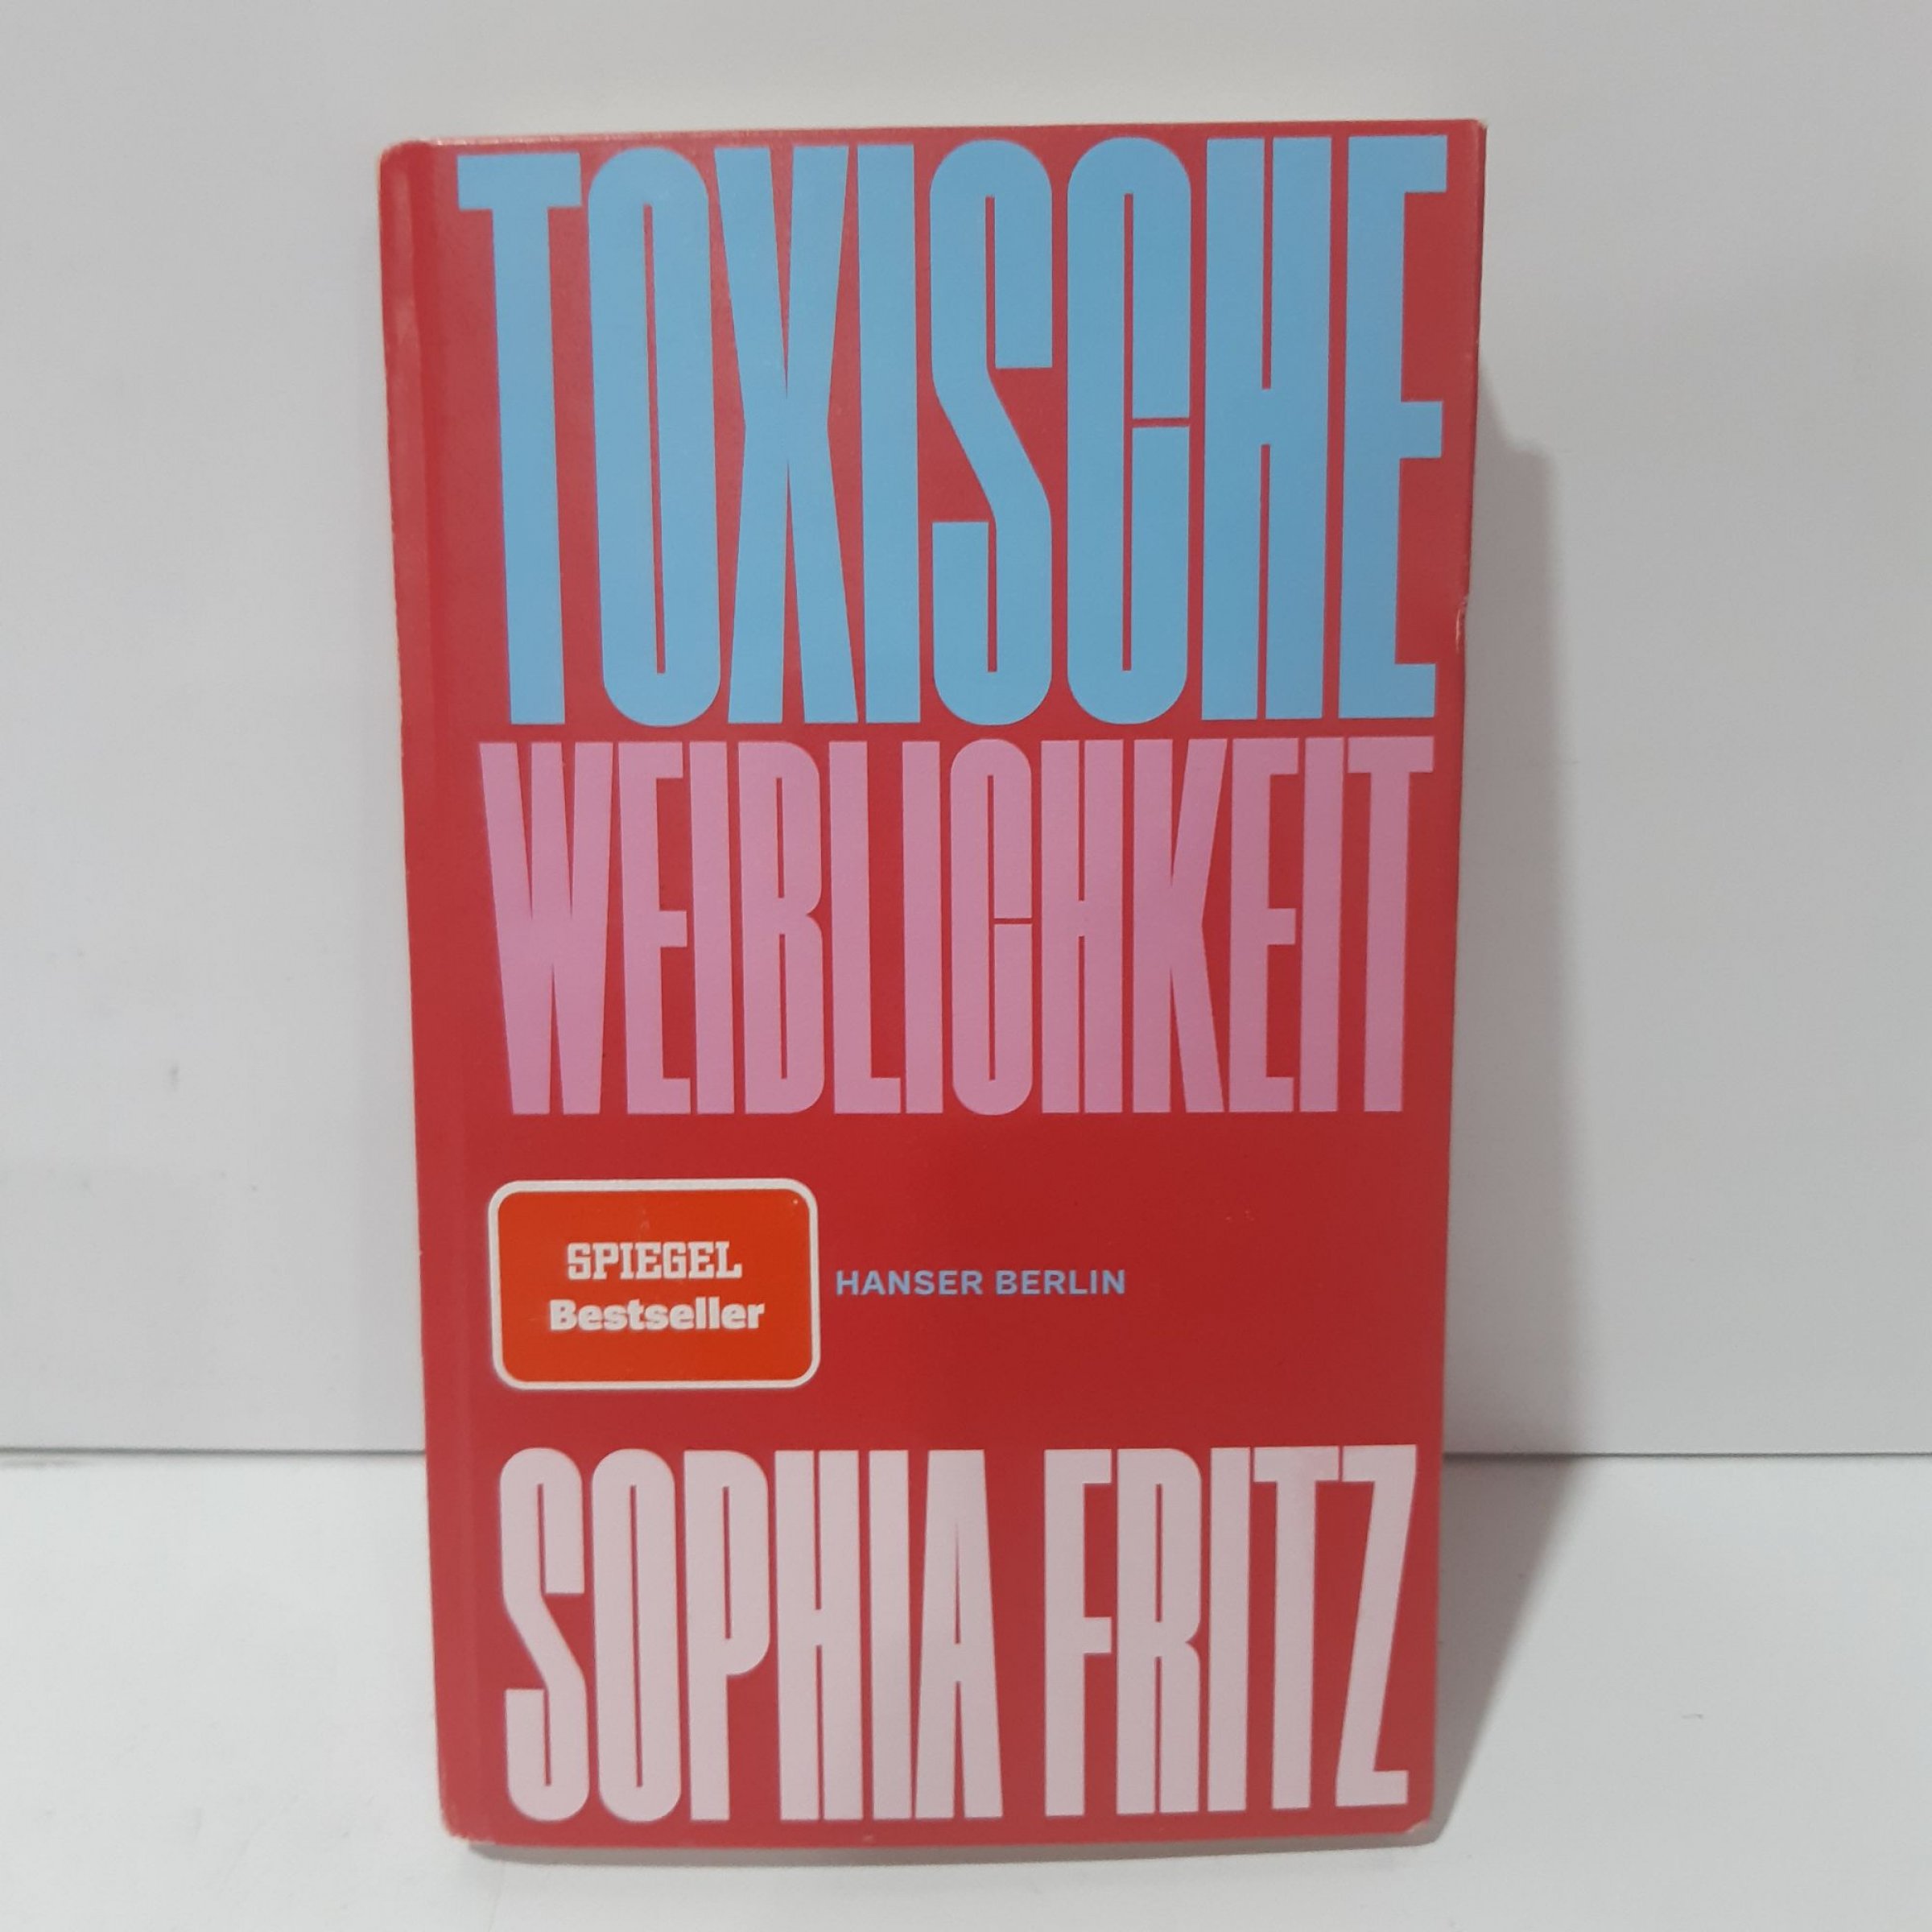 TOXISCHE
WEIBLICHKEIT
SPIEGEL
Bestseller
HANSER BERLIN
SOPHIA FRITZ